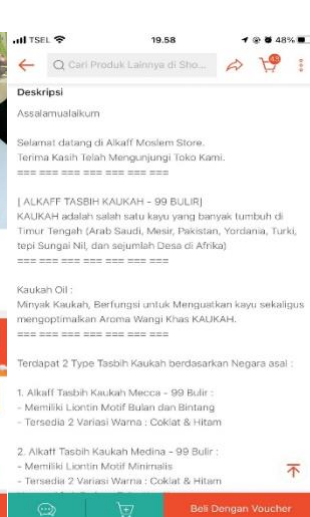 TSEL 19.58 48%
Cari Produk Lainnya di Sho...
43
Deskripsi
Assalamualaikum
Selamat datang di Alkaff Moslem Store.
Terima Kasih Telah Mengunjungi Toko Kami.
=== === === === === === ===
[ ALKAFF TASBIH KAUKAH – 99 BULIR]
KAUKAH adalah salah satu kayu yang banyak tumbuh di
Timur Tengah (Arab Saudi, Mesir, Pakistan, Yordania, Turki,
tepi Sungai Nil, dan sejumlah Desa di Afrika)
=== === === === === === ===
Kaukah Oil :
Minyak Kaukah, Berfungsi untuk Menguatkan kayu sekaligus
mengoptimalkan Aroma Wangi Khas KAUKAH.
=== === === === === === ===
Terdapat 2 Type Tasbih Kaukah berdasarkan Negara asal :
1. Alkaff Tasbih Kaukah Mecca – 99 Bulir :
- Memiliki Liontin Motif Bulan dan Bintang
- Tersedia 2 Variasi Warna : Coklat & Hitam
2. Alkaff Tasbih Kaukah Medina – 99 Bulir :
- Memiliki Liontin Motif Minimalis
- Tersedia 2 Variasi Warna : Coklat & Hitam
Beli Dengan Voucher